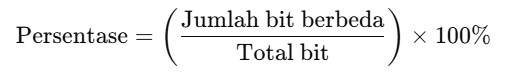 Persentase = ( Jumlah bit berbeda / Total bit ) × 100%